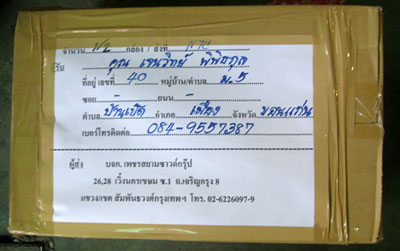 จำนวน 1/2 กล่อง / ลังที่
รับ คุณ เจนวิทย์ พิพิธกุล
ที่อยู่ เลขที่ 40 หมู่บ้าน/ตำบล ม.5
ซอย ถนน
ตำบล บ้านเป็ด อำเภอ เมือง จังหวัด ขอนแก่น
เบอร์โทรติดต่อ 084-9557387
ผู้ส่ง บจก. เพชรสยามซาวด์กรุ๊ป
26,28 เวิ้งนครเขษม ซ.1 ถ.เจริญกรุง 8
แขวง/เขต สัมพันธวงศ์กรุงเทพฯ โทร. 02-6226097-9